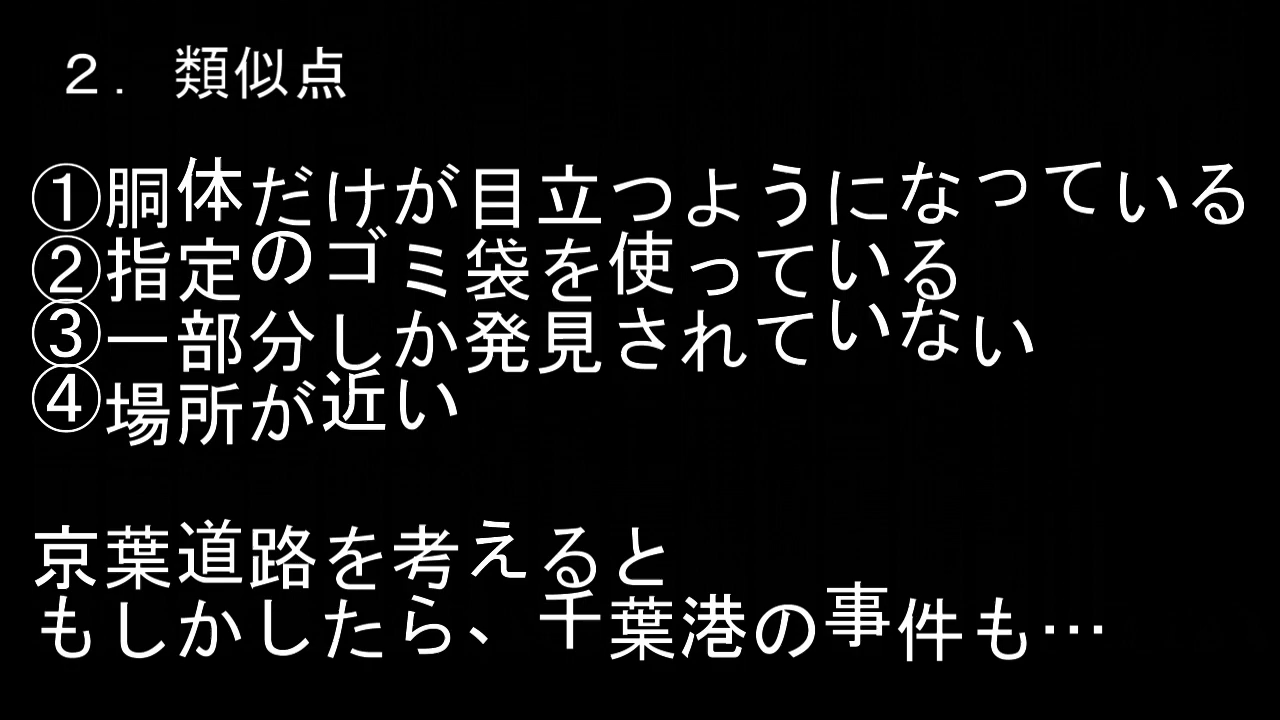 ２．類似点
①胴体だけが目立つようになっている
②指定のゴミ袋を使っている
③一部分しか発見されていない
④場所が近い
京葉道路を考えると
もしかしたら、千葉港の事件も…